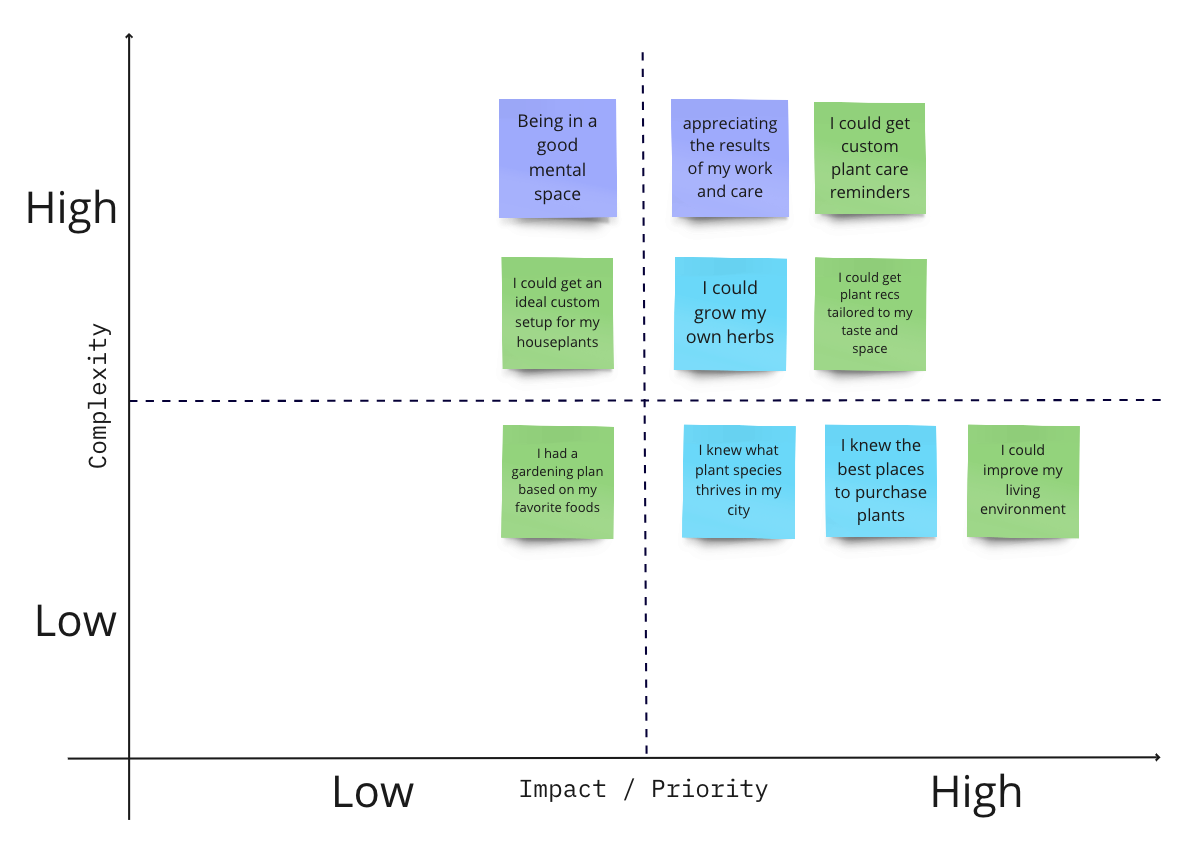 High
Complexity
Low
Being in a
good
mental
space
appreciating
the results
of my work
and care
I could get
custom
plant care
reminders
I could get an
ideal custom
setup for my
houseplants
I could
grow my
own herbs
I could get
plant recs
tailored to my
taste and
space
I had a
gardening plan
based on my
favorite foods
I knew what
plant species
thrives in my
city
I knew the
best places
to purchase
plants
I could
improve my
living
environment
Low
Impact / Priority
High